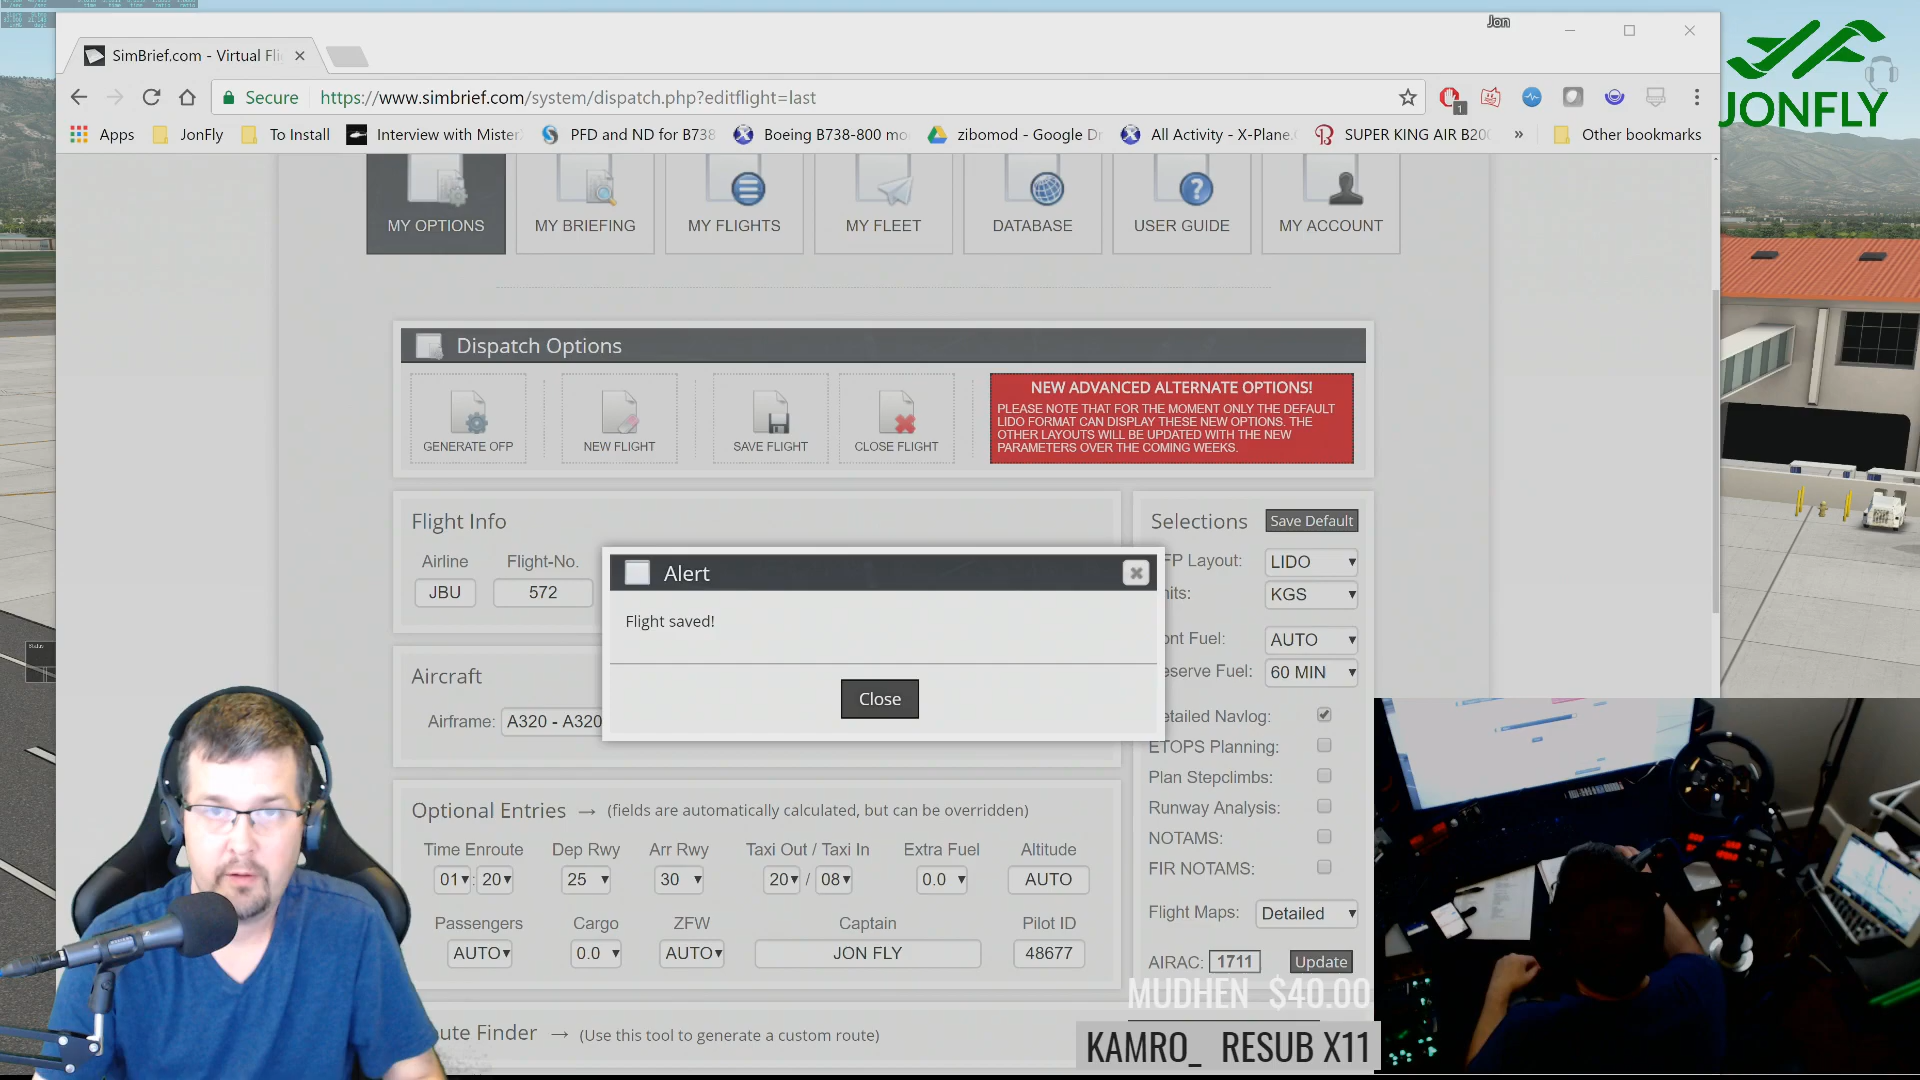 Jon
SimBrief.com - Virtual Fli
Secure https://www.simbrief.com/system/dispatch.php?editflight=last
1
JONFLY
Apps JonFly To Install Interview with Mister PFD and ND for B738 Boeing B738-800 mo zibomod - Google Dr All Activity - X-Plane. SUPER KING AIR B200 » Other bookmarks
MY OPTIONS MY BRIEFING MY FLIGHTS MY FLEET DATABASE USER GUIDE MY ACCOUNT
Dispatch Options
GENERATE OFP NEW FLIGHT SAVE FLIGHT CLOSE FLIGHT
NEW ADVANCED ALTERNATE OPTIONS!
PLEASE NOTE THAT FOR THE MOMENT ONLY THE DEFAULT
LIDO FORMAT CAN DISPLAY THESE NEW OPTIONS. THE
OTHER LAYOUTS WILL BE UPDATED WITH THE NEW
PARAMETERS OVER THE COMING WEEKS.
Flight Info
Airline Flight-No.
JBU 572
Aircraft
Airframe: A320 - A320
Alert
Flight saved!
Close
Selections Save Default
FP Layout: LIDO
its: KGS
ont Fuel: AUTO
eserve Fuel: 60 MIN
etailed Navlog:
ETOPS Planning:
Plan Stepclimbs:
Runway Analysis:
NOTAMS:
FIR NOTAMS:
Flight Maps: Detailed
AIRAC: 1711 Update
Optional Entries → (fields are automatically calculated, but can be overridden)
Time Enroute Dep Rwy Arr Rwy Taxi Out / Taxi In Extra Fuel Altitude
01 : 20 25 30 20 / 08 0.0 AUTO
Passengers Cargo ZFW Captain Pilot ID
AUTO 0.0 AUTO JON FLY 48677
ute Finder → (Use this tool to generate a custom route)
MUDHEN $40.00
KAMRO_ RESUB X11